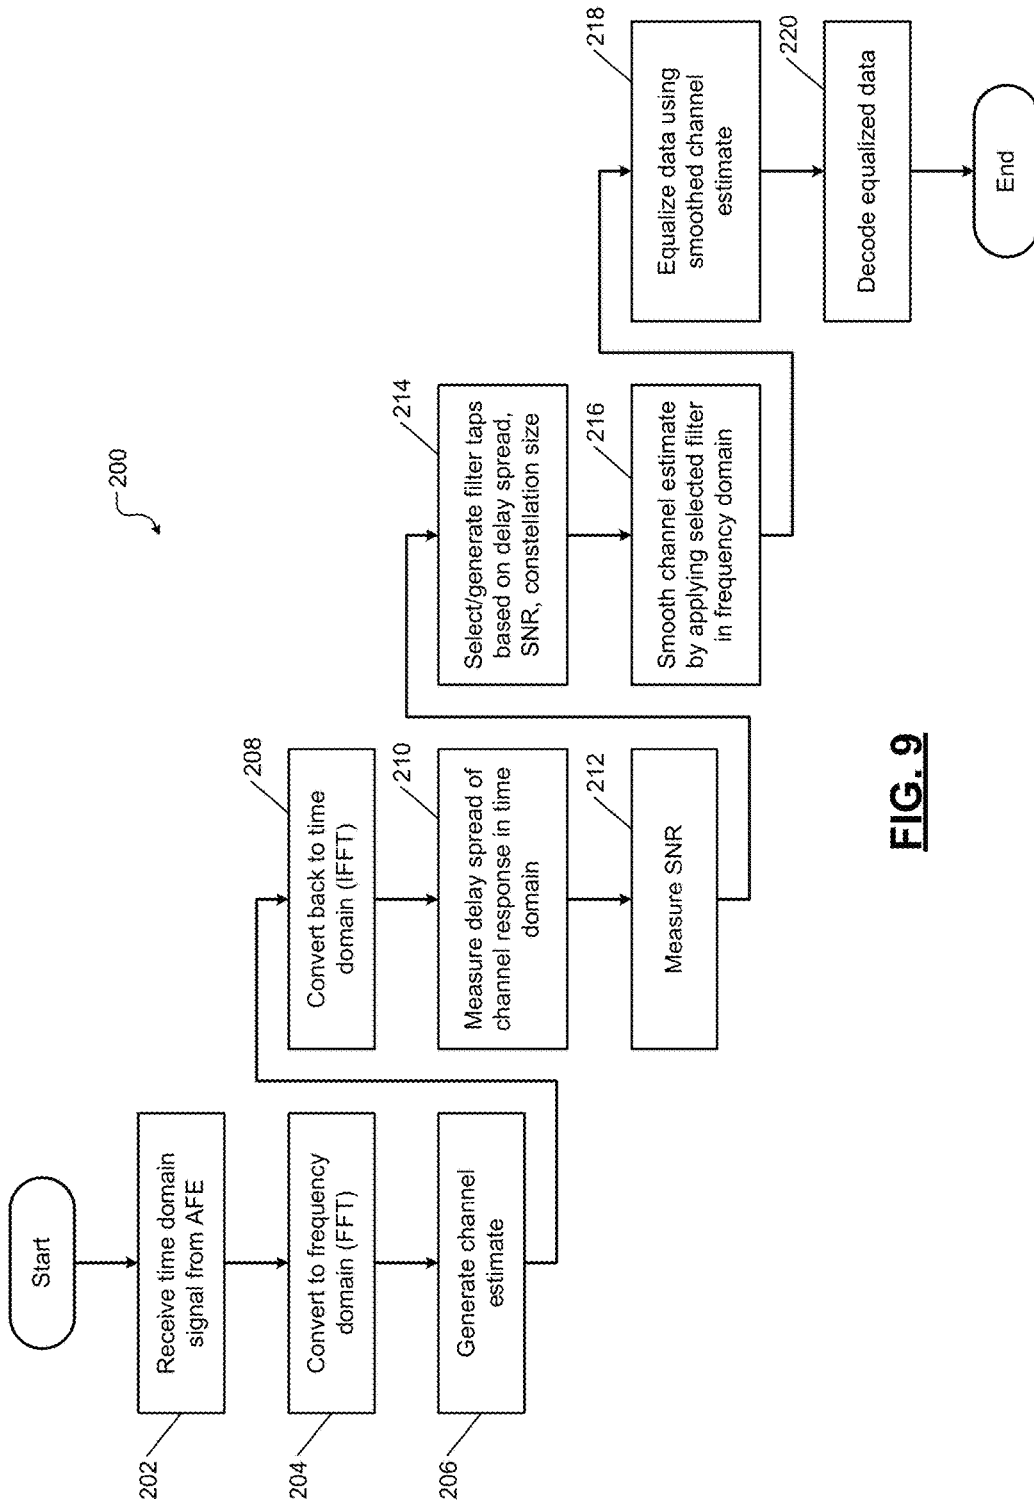 200
Start
Receive time domain
signal from AFE
202
Convert to frequency
domain (FFT)
204
Generate channel
estimate
206
Convert back to time
domain (IFFT)
208
Measure delay spread of
channel response in time
domain
210
Measure SNR
212
Select/generate filter taps
based on delay spread,
SNR, constellation size
214
Smooth channel estimate
by applying selected filter
in frequency domain
216
Equalize data using
smoothed channel
estimate
218
Decode equalized data
220
End
FIG. 9